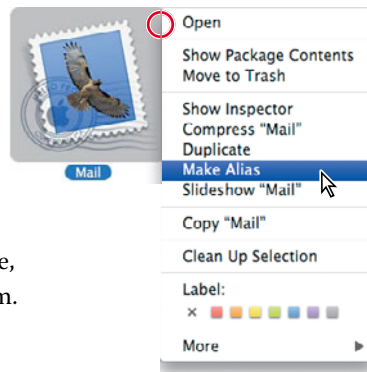 Mail
e,
n.
Open
Show Package Contents
Move to Trash
Show Inspector
Compress “Mail”
Duplicate
Make Alias
Slideshow “Mail”
Copy “Mail”
Clean Up Selection
Label:
×
More